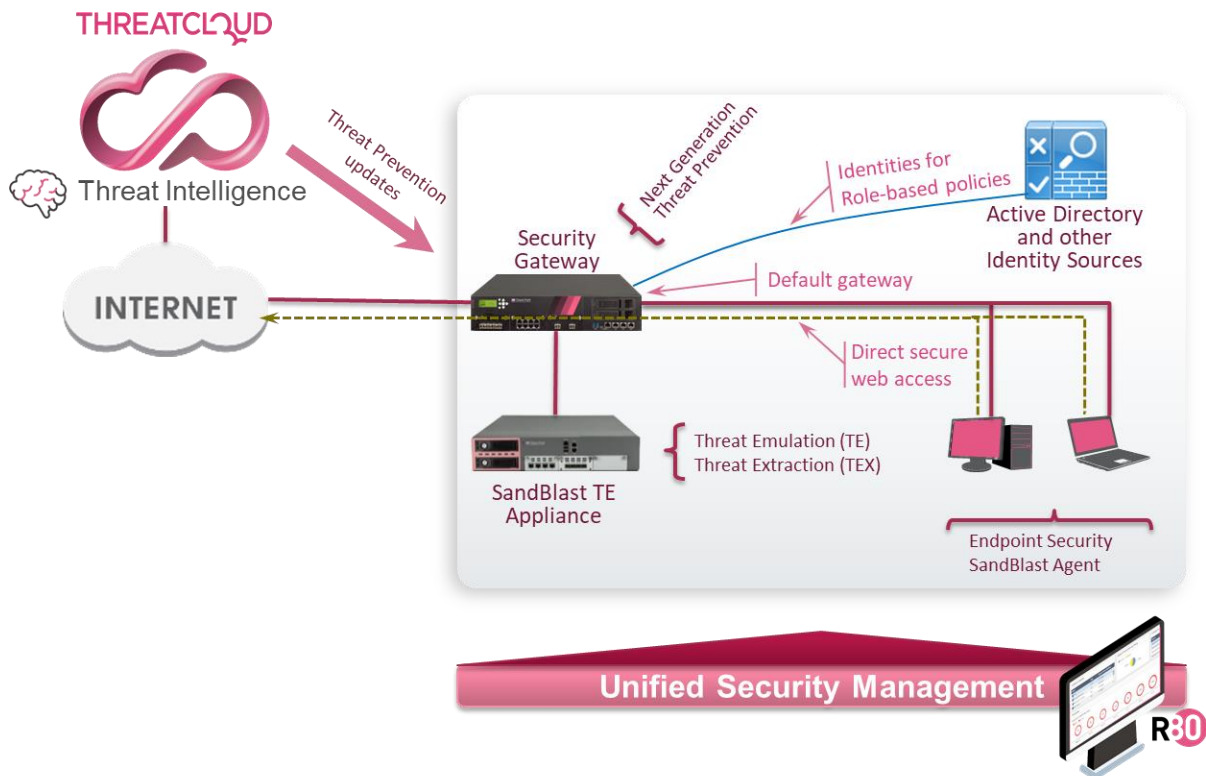 THREATCLOUD
Threat Intelligence
Threat Prevention
updates
INTERNET
Next Generation
Threat Prevention
Security
Gateway
Identities for
Role-based policies
Active Directory
and other
Identity Sources
Default gateway
Direct secure
web access
Threat Emulation (TE)
Threat Extraction (TEX)
SandBlast TE
Appliance
Endpoint Security
SandBlast Agent
Unified Security Management
R80